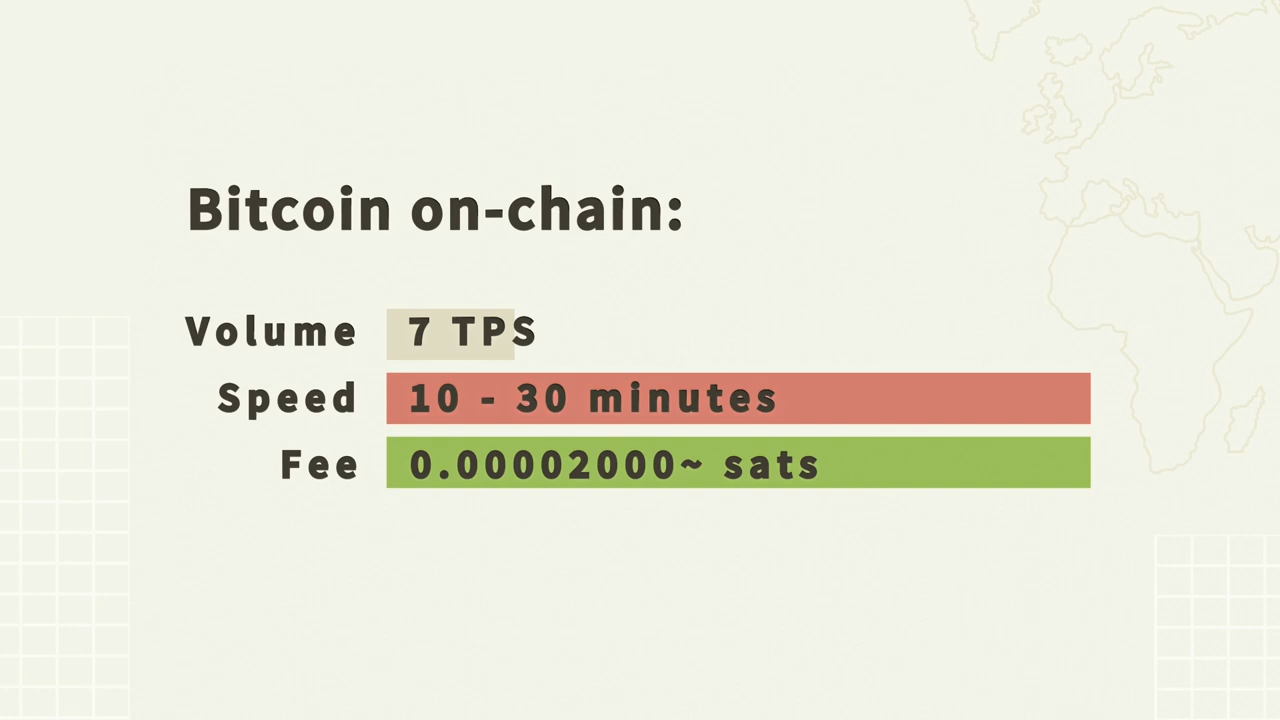 Bitcoin on-chain:
Volume 7 TPS
Speed 10 - 30 minutes
Fee 0.00002000~ sats